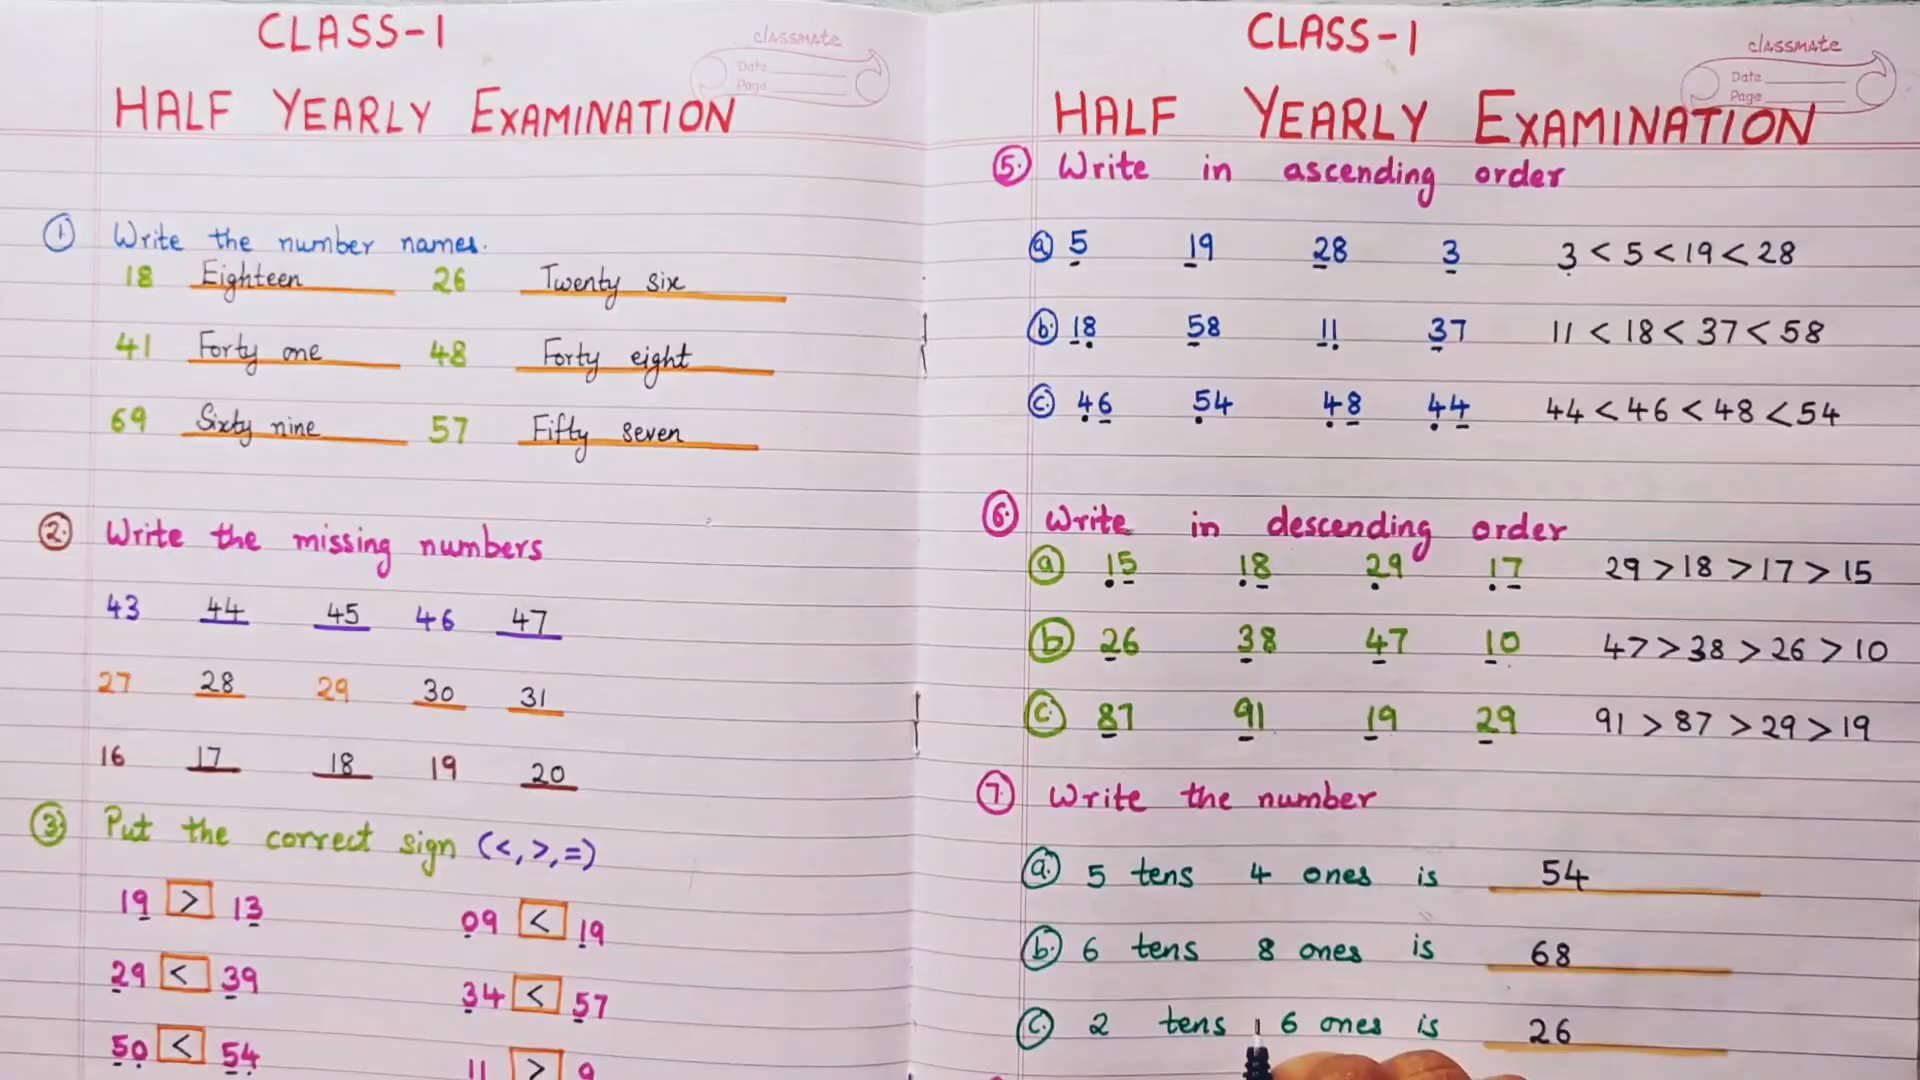 CLASS-1
classmate
Date
Page
HALF YEARLY EXAMINATION
① Write the number names.
18 Eighteen 26 Twenty six
41 Forty one 48 Forty eight
69 Sixty nine 57 Fifty seven
②. Write the missing numbers
43 44 45 46 47
27 28 29 30 31
16 17 18 19 20
③ Put the correct sign (<, >, =)
19 > 13 09 < 19
29 < 39 34 < 57
50 < 54 11 > 9
CLASS-1
classmate
Date
Page
HALF YEARLY EXAMINATION
⑤. Write in ascending order
ⓐ 5 19 28 3 3 < 5 < 19 < 28
ⓑ. 18 58 11 37 11 < 18 < 37 < 58
ⓒ. 46 54 48 44 44 < 46 < 48 < 54
⑥. Write in descending order
ⓐ 15 18 29 17 29 > 18 > 17 > 15
ⓑ 26 38 47 10 47 > 38 > 26 > 10
ⓒ. 87 91 19 29 91 > 87 > 29 > 19
⑦. Write the number
ⓐ. 5 tens 4 ones is 54
ⓑ. 6 tens 8 ones is 68
ⓒ. 2 tens 6 ones is 26